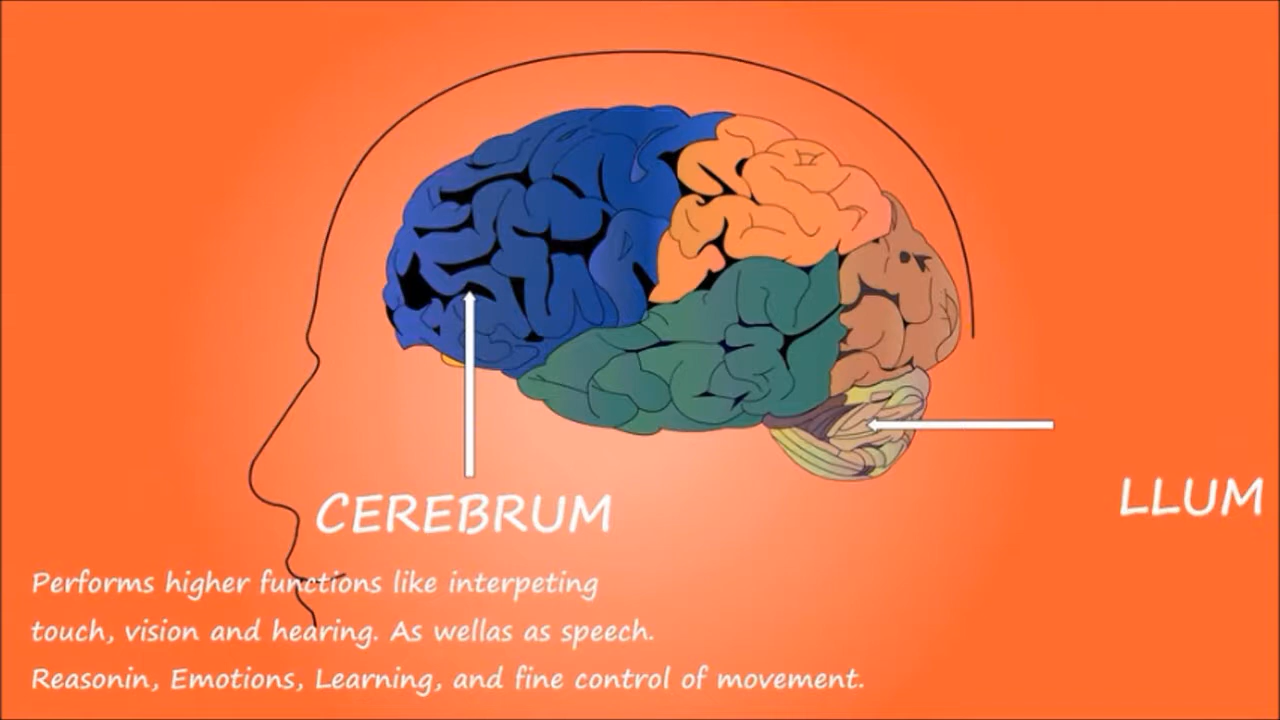 CEREBRUM
LLUM
Performs higher functions like interpeting
touch, vision and hearing. As wellas as speech.
Reasonin, Emotions, Learning, and fine control of movement.